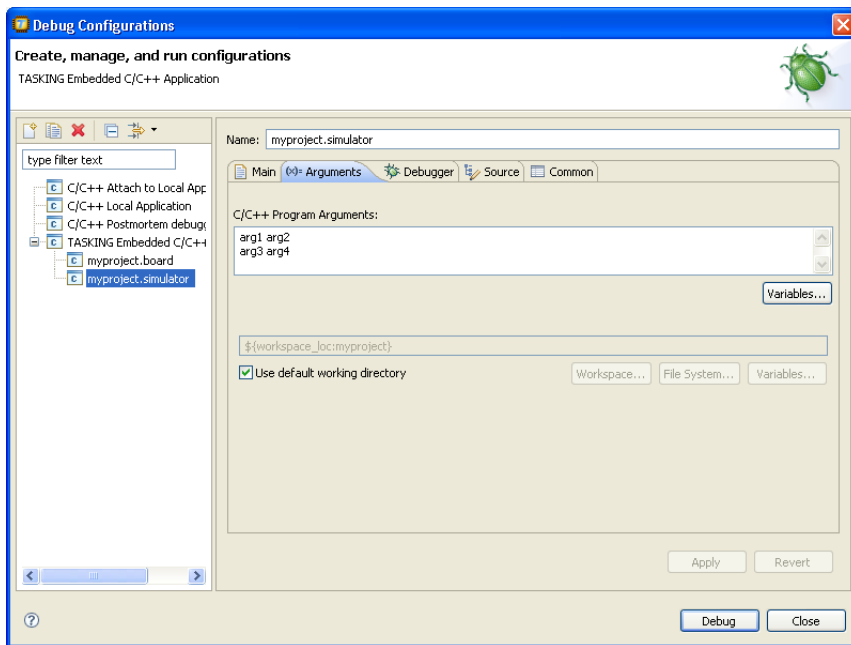 Debug Configurations
Create, manage, and run configurations
TASKING Embedded C/C++ Application
type filter text
C/C++ Attach to Local App
C/C++ Local Application
C/C++ Postmortem debugg
TASKING Embedded C/C++
myproject.board
myproject.simulator
Name: myproject.simulator
Main (x)= Arguments Debugger Source Common
C/C++ Program Arguments:
arg1 arg2
arg3 arg4
Variables...
${workspace_loc:myproject}
Use default working directory Workspace... File System... Variables...
Apply Revert
Debug Close